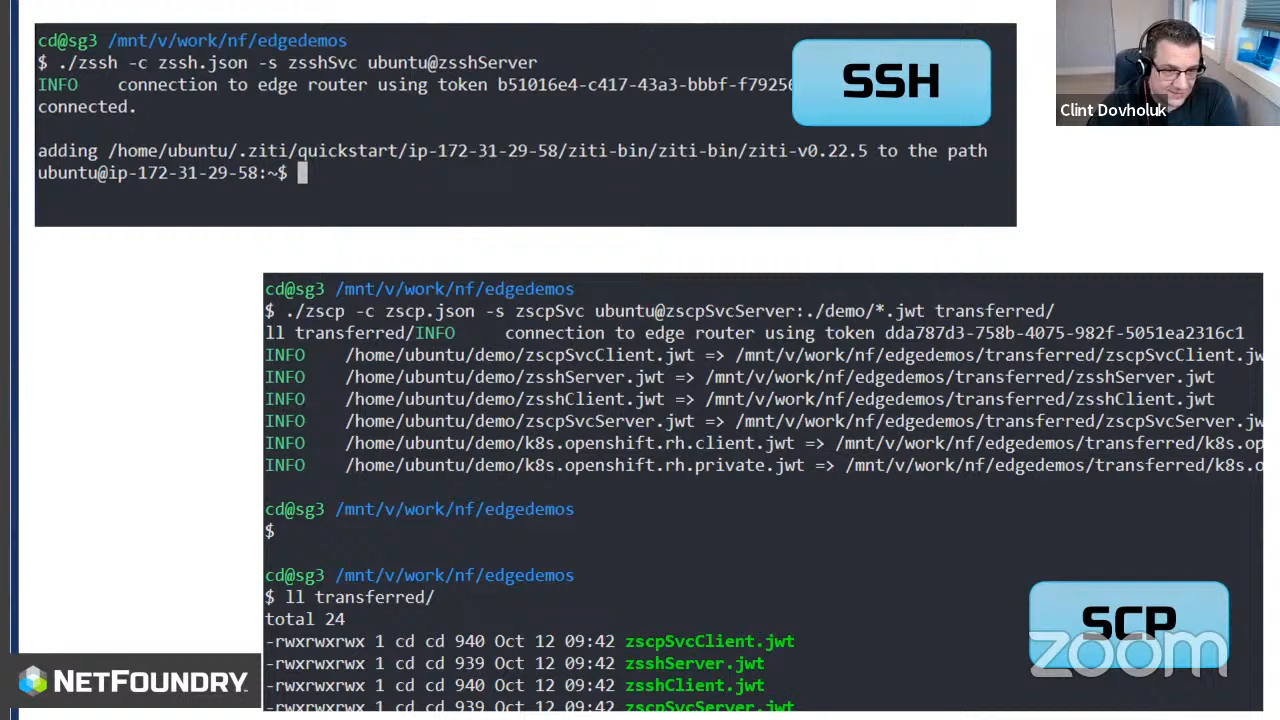 cd@sg3 /mnt/v/work/nf/edgedemos
$ ./zssh -c zssh.json -s zsshSvc ubuntu@zsshServer
INFO connection to edge router using token b51016e4-c417-43a3-bbbf-f7925
connected.
adding /home/ubuntu/.ziti/quickstart/ip-172-31-29-58/ziti-bin/ziti-bin/ziti-v0.22.5 to the path
ubuntu@ip-172-31-29-58:~$
SSH
Clint Dovholuk
cd@sg3 /mnt/v/work/nf/edgedemos
$ ./zscp -c zscp.json -s zscpSvc ubuntu@zscpSvcServer:./demo/*.jwt transferred/
ll transferred/INFO connection to edge router using token dda787d3-758b-4075-982f-5051ea2316c1
INFO /home/ubuntu/demo/zscpSvcClient.jwt => /mnt/v/work/nf/edgedemos/transferred/zscpSvcClient.jw
INFO /home/ubuntu/demo/zsshServer.jwt => /mnt/v/work/nf/edgedemos/transferred/zsshServer.jwt
INFO /home/ubuntu/demo/zsshClient.jwt => /mnt/v/work/nf/edgedemos/transferred/zsshClient.jwt
INFO /home/ubuntu/demo/zscpSvcServer.jwt => /mnt/v/work/nf/edgedemos/transferred/zscpSvcServer.jw
INFO /home/ubuntu/demo/k8s.openshift.rh.client.jwt => /mnt/v/work/nf/edgedemos/transferred/k8s.o
INFO /home/ubuntu/demo/k8s.openshift.rh.private.jwt => /mnt/v/work/nf/edgedemos/transferred/k8s.o
cd@sg3 /mnt/v/work/nf/edgedemos
$
cd@sg3 /mnt/v/work/nf/edgedemos
$ ll transferred/
total 24
-rwxrwxrwx 1 cd cd 940 Oct 12 09:42 zscpSvcClient.jwt
-rwxrwxrwx 1 cd cd 939 Oct 12 09:42 zsshServer.jwt
-rwxrwxrwx 1 cd cd 940 Oct 12 09:42 zsshClient.jwt
-rwxrwxrwx 1 cd cd 939 Oct 12 09:42 zscpSvcServer.jwt
SCP
zoom
NETFOUNDRY